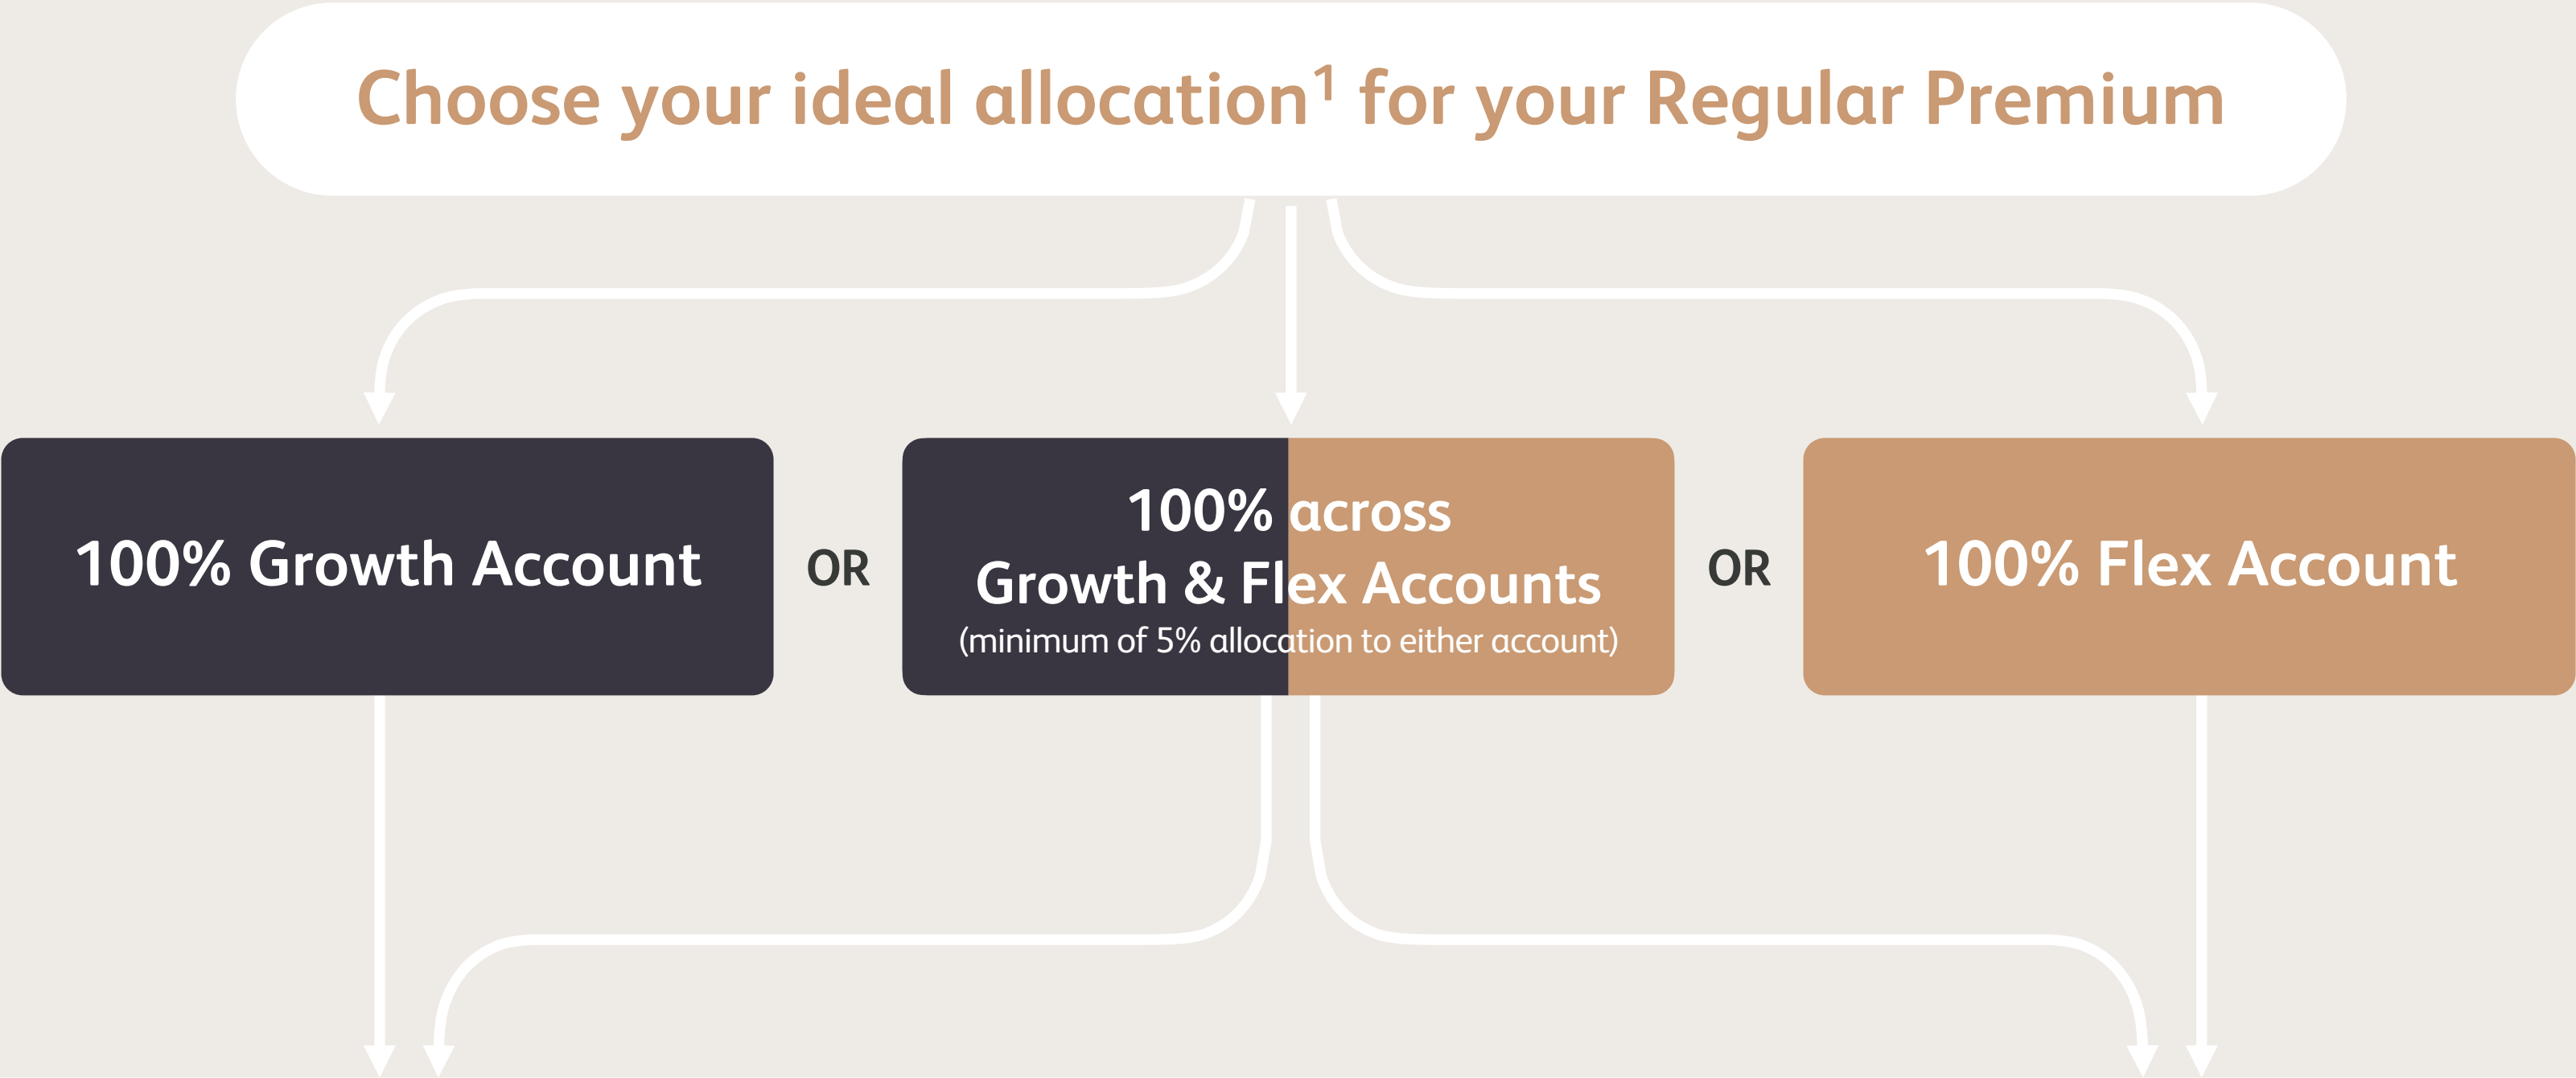 Choose your ideal allocation¹ for your Regular Premium
100% Growth Account
OR
100% across
Growth & Flex Accounts
(minimum of 5% allocation to either account)
OR
100% Flex Account